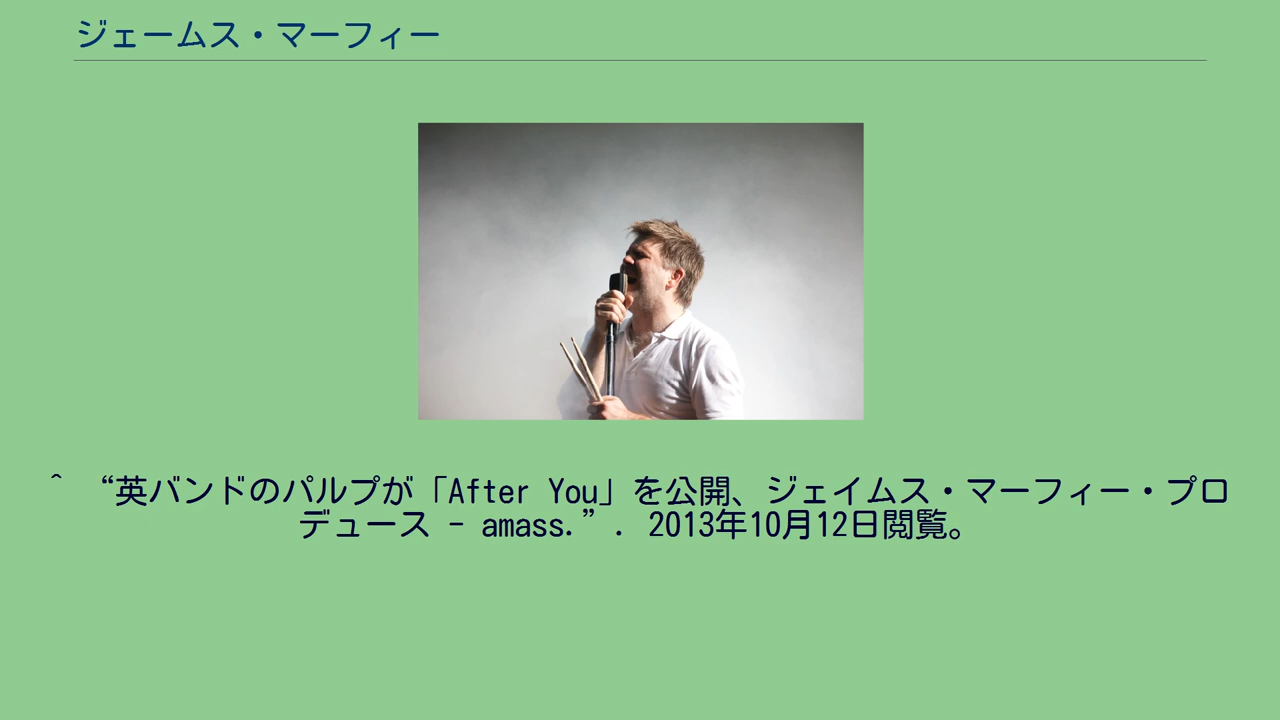 ジェームス・マーフィー
^ “英バンドのパルプが「After You」を公開、ジェイムス・マーフィー・プロ
デュース - amass.”. 2013年10月12日閲覧。